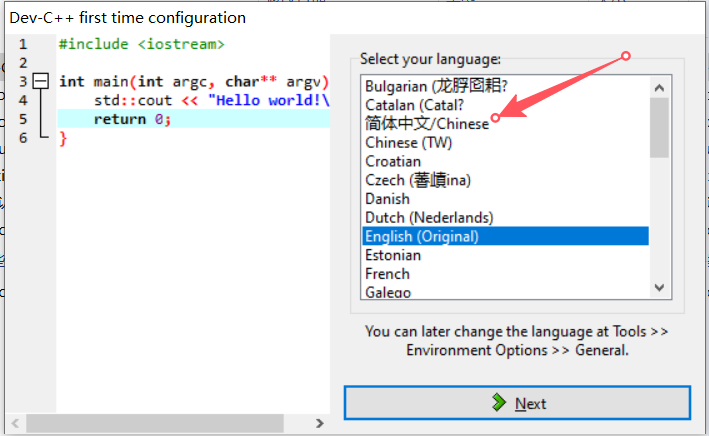 Dev-C++ first time configuration
1 #include <iostream>
2
3 int main(int argc, char** argv)
4 std::cout << "Hello world!\
5 return 0;
6 }
Select your language:
Bulgarian (龙脬囵耜?
Catalan (Catal?
简体中文/Chinese
Chinese (TW)
Croatian
Czech (萫嵮ina)
Danish
Dutch (Nederlands)
English (Original)
Estonian
French
Galego
You can later change the language at Tools >>
Environment Options >> General.
Next